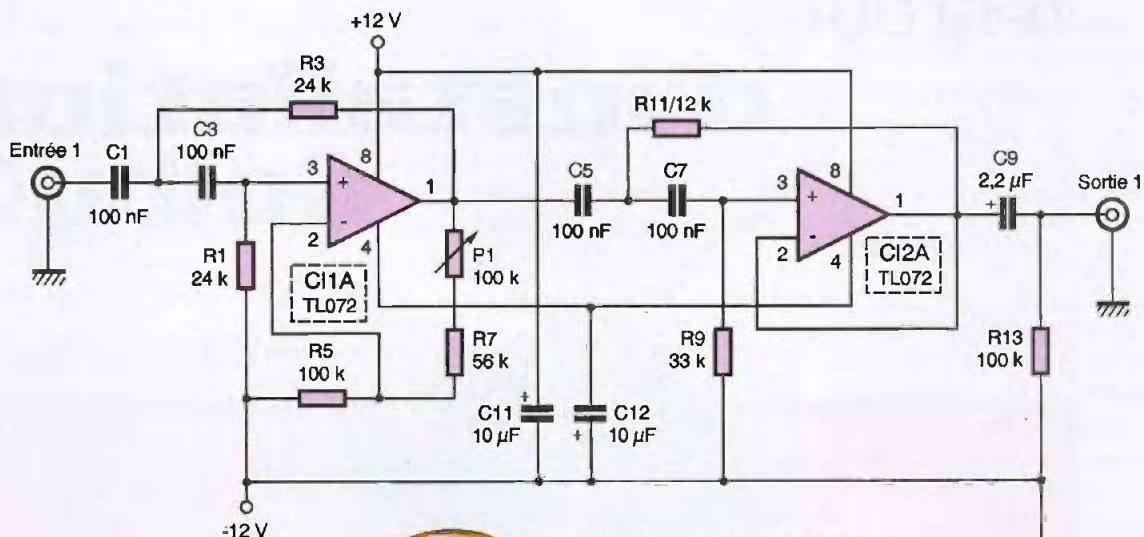 +12 V
R3
24 k
R11/12 k
Entrée 1
C1
100 nF
C3
100 nF
3
+
8
1
2
-
4
C5
100 nF
C7
100 nF
3
+
8
1
2
-
4
C9
+
2,2 µF
Sortie 1
R1
24 k
CI1A
TL072
P1
100 k
CI2A
TL072
R5
100 k
R7
56 k
C11
10 µF
+
C12
10 µF
+
R9
33 k
R13
100 k
-12 V